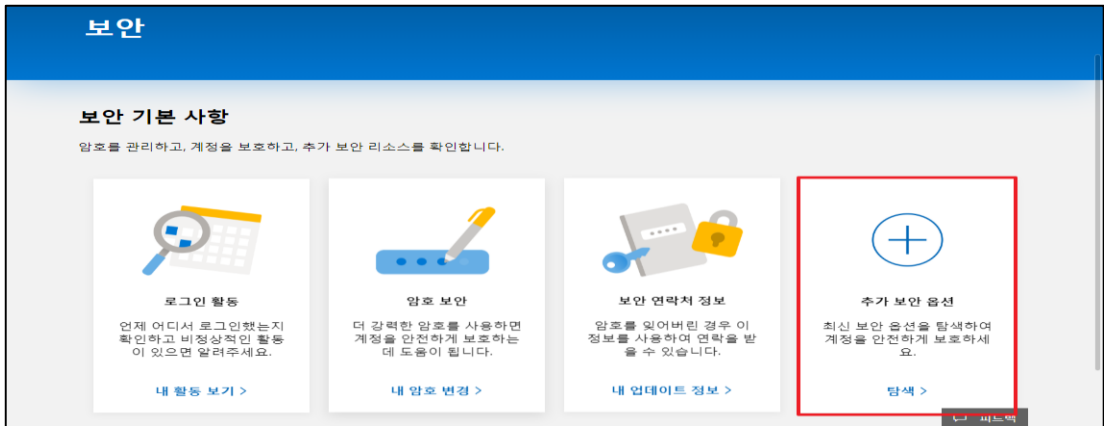 보안
보안 기본 사항
암호를 관리하고, 계정을 보호하고, 추가 보안 리소스를 확인합니다.
로그인 활동
언제 어디서 로그인했는지
확인하고 비정상적인 활동
이 있으면 알려주세요.
내 활동 보기 >
암호 보안
더 강력한 암호를 사용하면
계정을 안전하게 보호하는
데 도움이 됩니다.
내 암호 변경 >
보안 연락처 정보
암호를 잊어버린 경우 이
정보를 사용하여 연락을 받
을 수 있습니다.
내 업데이트 정보 >
추가 보안 옵션
최신 보안 옵션을 탐색하여
계정을 안전하게 보호하세
요.
탐색 >
피드백